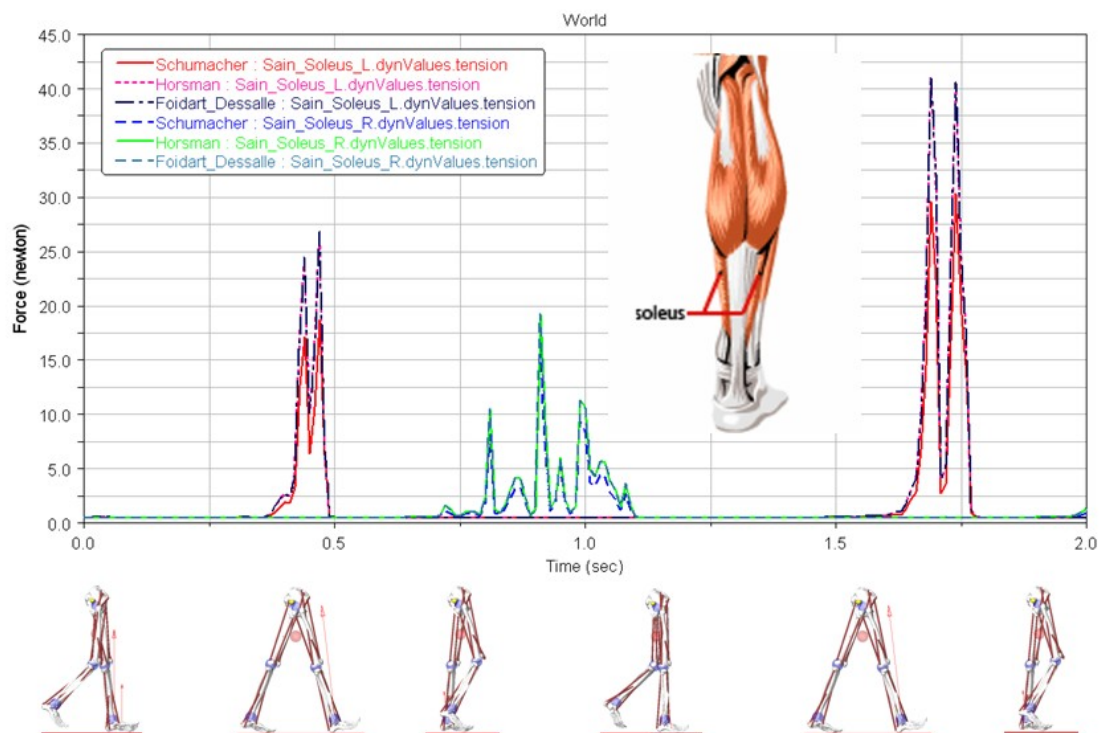 World
45.0
40.0
35.0
30.0
25.0
20.0
15.0
10.0
5.0
0.0
Force (newton)
Schumacher : Sain_Soleus_L.dynValues.tension
Horsman : Sain_Soleus_L.dynValues.tension
Foidart_Dessalle : Sain_Soleus_L.dynValues.tension
Schumacher : Sain_Soleus_R.dynValues.tension
Horsman : Sain_Soleus_R.dynValues.tension
Foidart_Dessalle : Sain_Soleus_R.dynValues.tension
soleus
0.0 0.5 1.0 1.5 2.0
Time (sec)